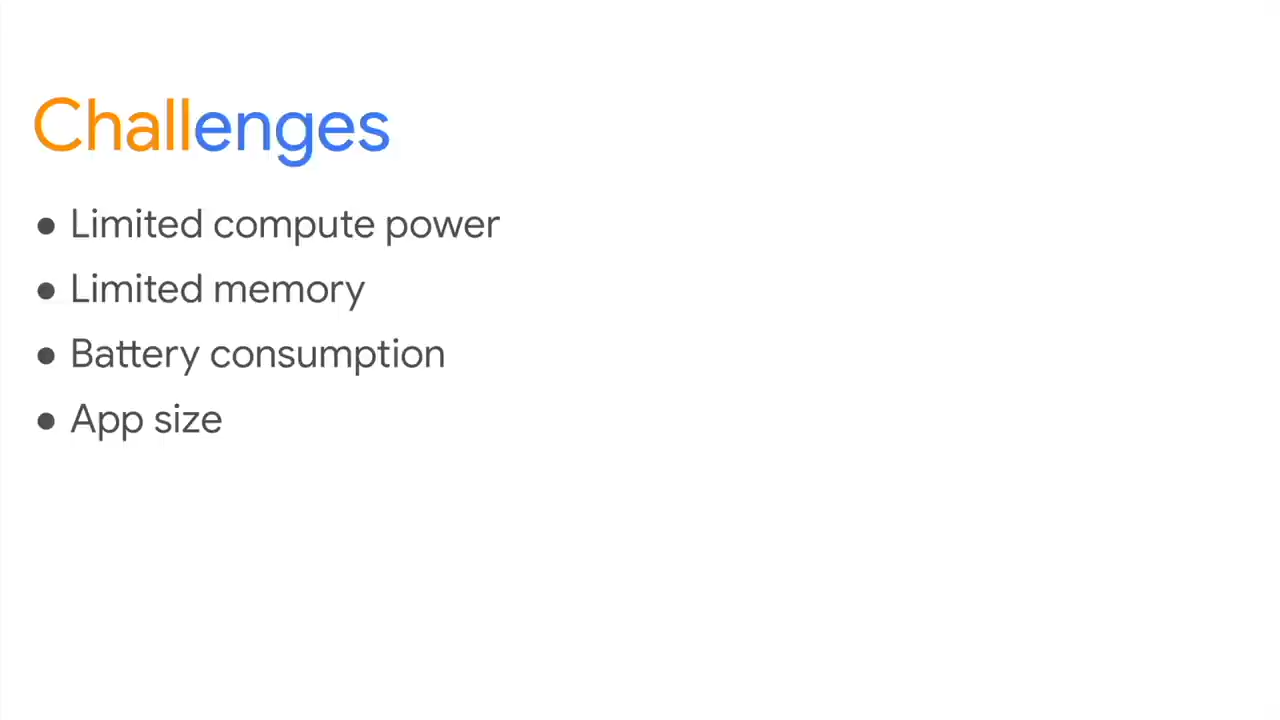 Challenges
● Limited compute power
● Limited memory
● Battery consumption
● App size